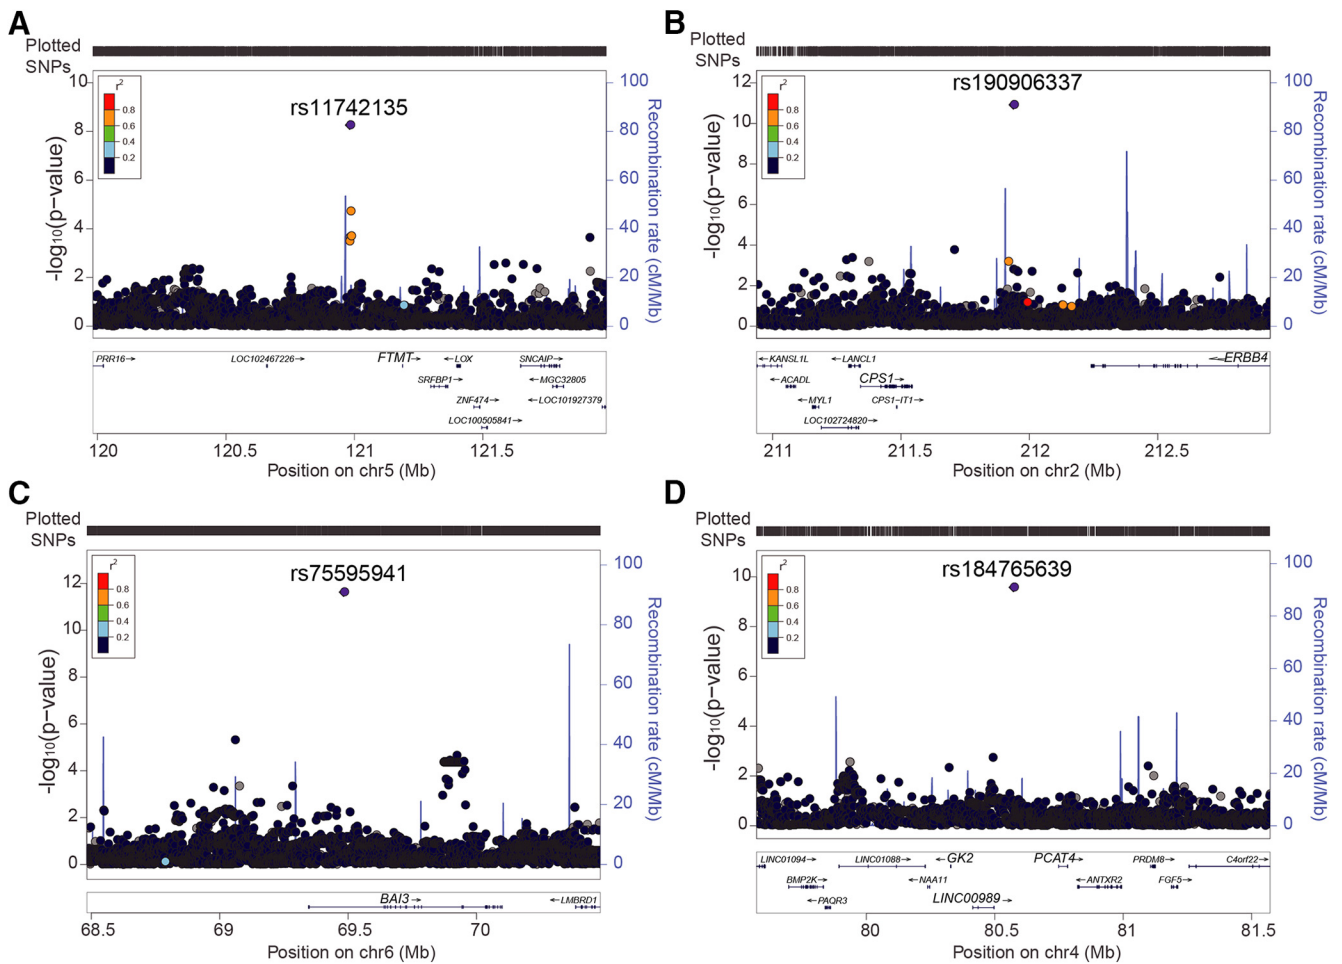 A
Plotted
SNPs
rs11742135
r2
0.8
0.6
0.4
0.2
10
8
6
4
2
0
-log10(p−value)
100
80
60
40
20
0
Recombination rate (cM/Mb)
PRR16→
LOC102467226→
FTMT→
←LOX
SNCAIP→
SRFBP1→
←MGC32805
ZNF474→
←LOC101927379
LOC100505841→
120
120.5
121
121.5
Position on chr5 (Mb)
B
Plotted
SNPs
rs190906337
r2
0.8
0.6
0.4
0.2
12
10
8
6
4
2
0
-log10(p−value)
100
80
60
40
20
0
Recombination rate (cM/Mb)
←KANSL1L
←LANCL1
←ERBB4
←ACADL
CPS1→
←MYL1
CPS1−IT1→
LOC102724820→
211
211.5
212
212.5
Position on chr2 (Mb)
C
Plotted
SNPs
rs75595941
r2
0.8
0.6
0.4
0.2
12
10
8
6
4
2
0
-log10(p−value)
100
80
60
40
20
0
Recombination rate (cM/Mb)
BAI3→
←LMBRD1
68.5
69
69.5
70
Position on chr6 (Mb)
D
Plotted
SNPs
rs184765639
r2
0.8
0.6
0.4
0.2
10
8
6
4
2
0
-log10(p−value)
100
80
60
40
20
0
Recombination rate (cM/Mb)
LINC01094→
LINC01088→
←GK2
PCAT4→
PRDM8→
C4orf22→
BMP2K→
←NAA11
←ANTXR2
FGF5→
←PAQR3
LINC00989→
80
80.5
81
81.5
Position on chr4 (Mb)